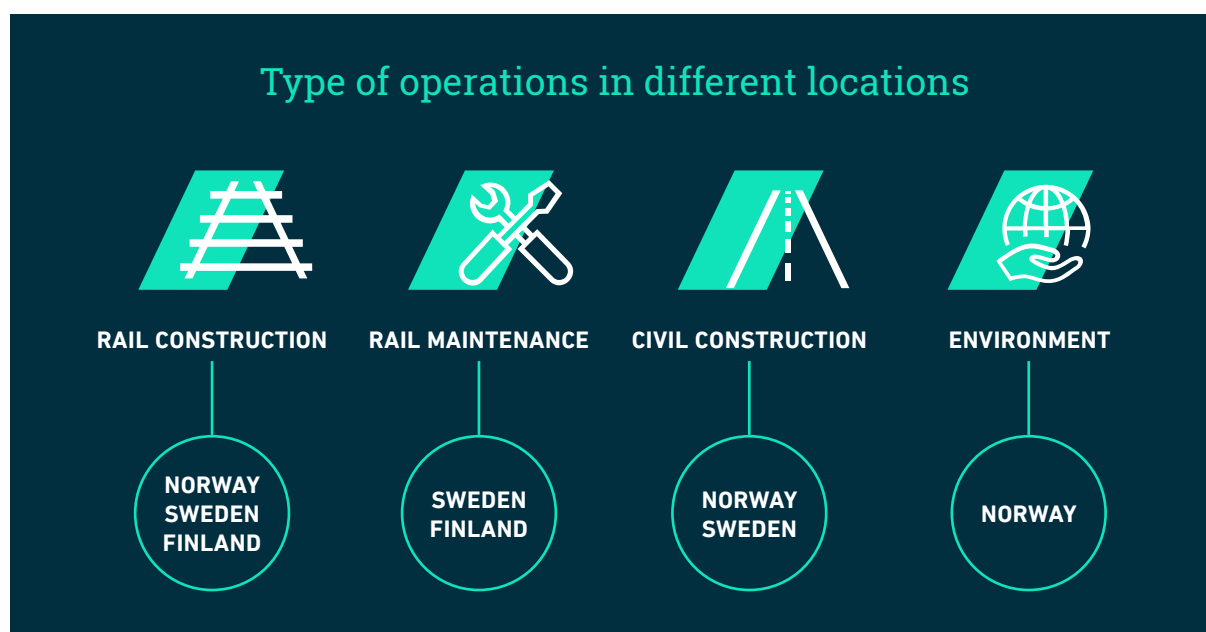 Type of operations in different locations
RAIL CONSTRUCTION
RAIL MAINTENANCE
CIVIL CONSTRUCTION
ENVIRONMENT
NORWAY
SWEDEN
FINLAND
SWEDEN
FINLAND
NORWAY
SWEDEN
NORWAY